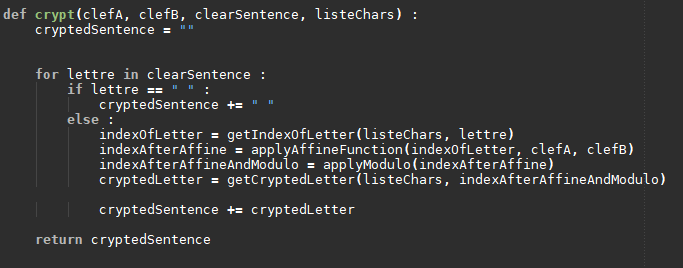 def crypt(clefA, clefB, clearSentence, listeChars) :
    cryptedSentence = ""
    for lettre in clearSentence :
        if lettre == " " :
            cryptedSentence += " "
        else :
            indexOfLetter = getIndexOfLetter(listeChars, lettre)
            indexAfterAffine = applyAffineFunction(indexOfLetter, clefA, clefB)
            indexAfterAffineAndModulo = applyModulo(indexAfterAffine)
            cryptedLetter = getCryptedLetter(listeChars, indexAfterAffineAndModulo)
            cryptedSentence += cryptedLetter
    return cryptedSentence